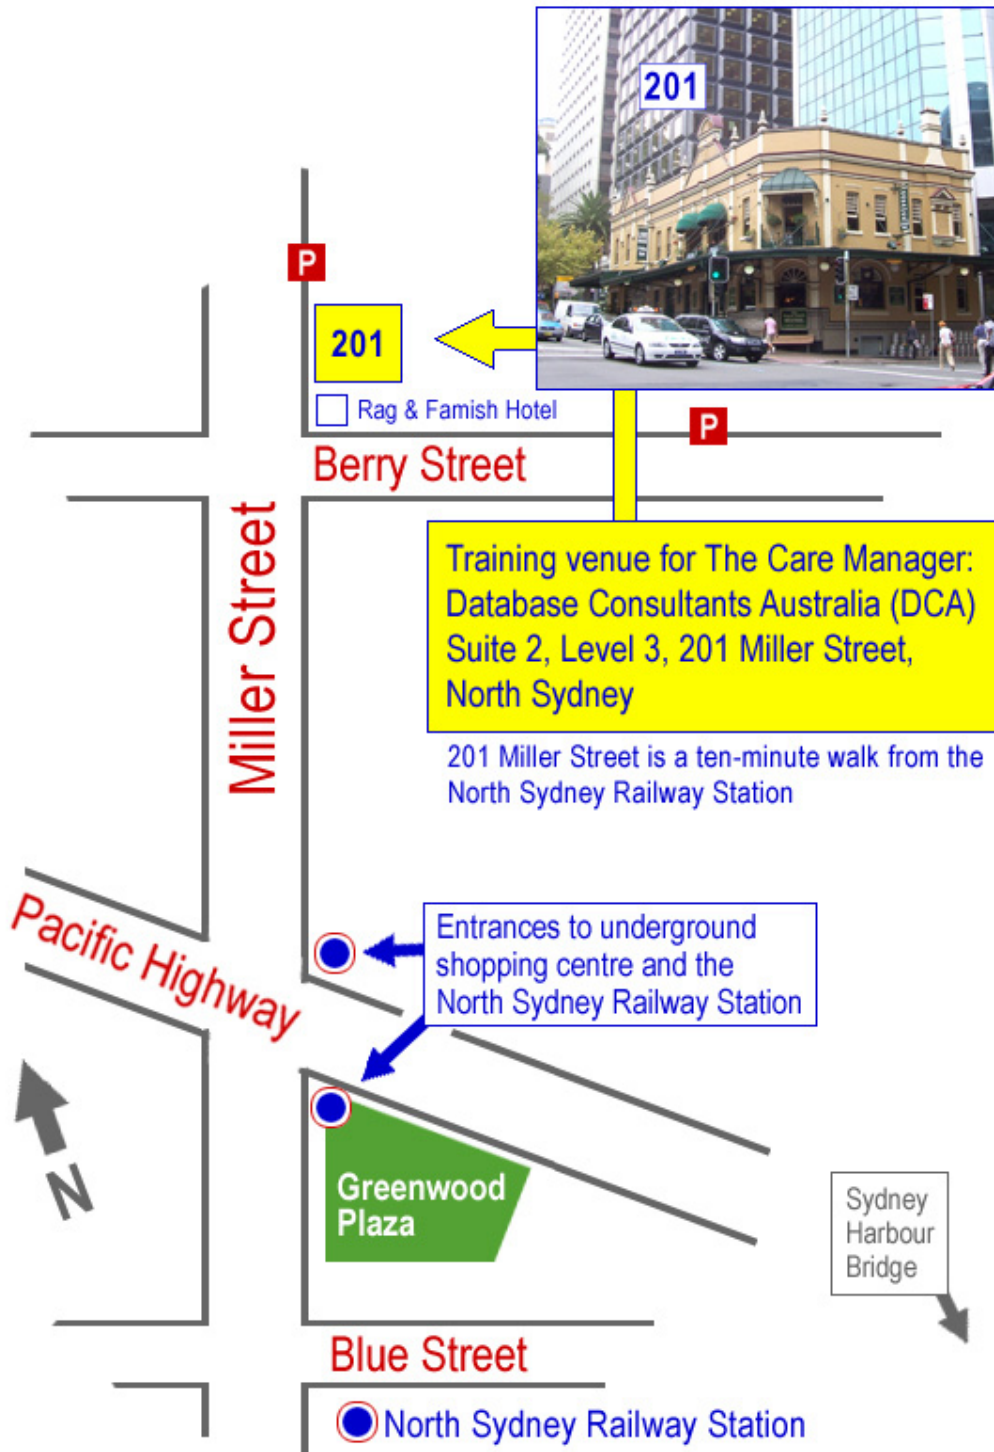 201
P
201
Rag & Famish Hotel
P
Berry Street
Miller Street
Training venue for The Care Manager:
Database Consultants Australia (DCA)
Suite 2, Level 3, 201 Miller Street,
North Sydney
201 Miller Street is a ten-minute walk from the
North Sydney Railway Station
Pacific Highway
Entrances to underground
shopping centre and the
North Sydney Railway Station
N
Greenwood
Plaza
Sydney
Harbour
Bridge
Blue Street
North Sydney Railway Station